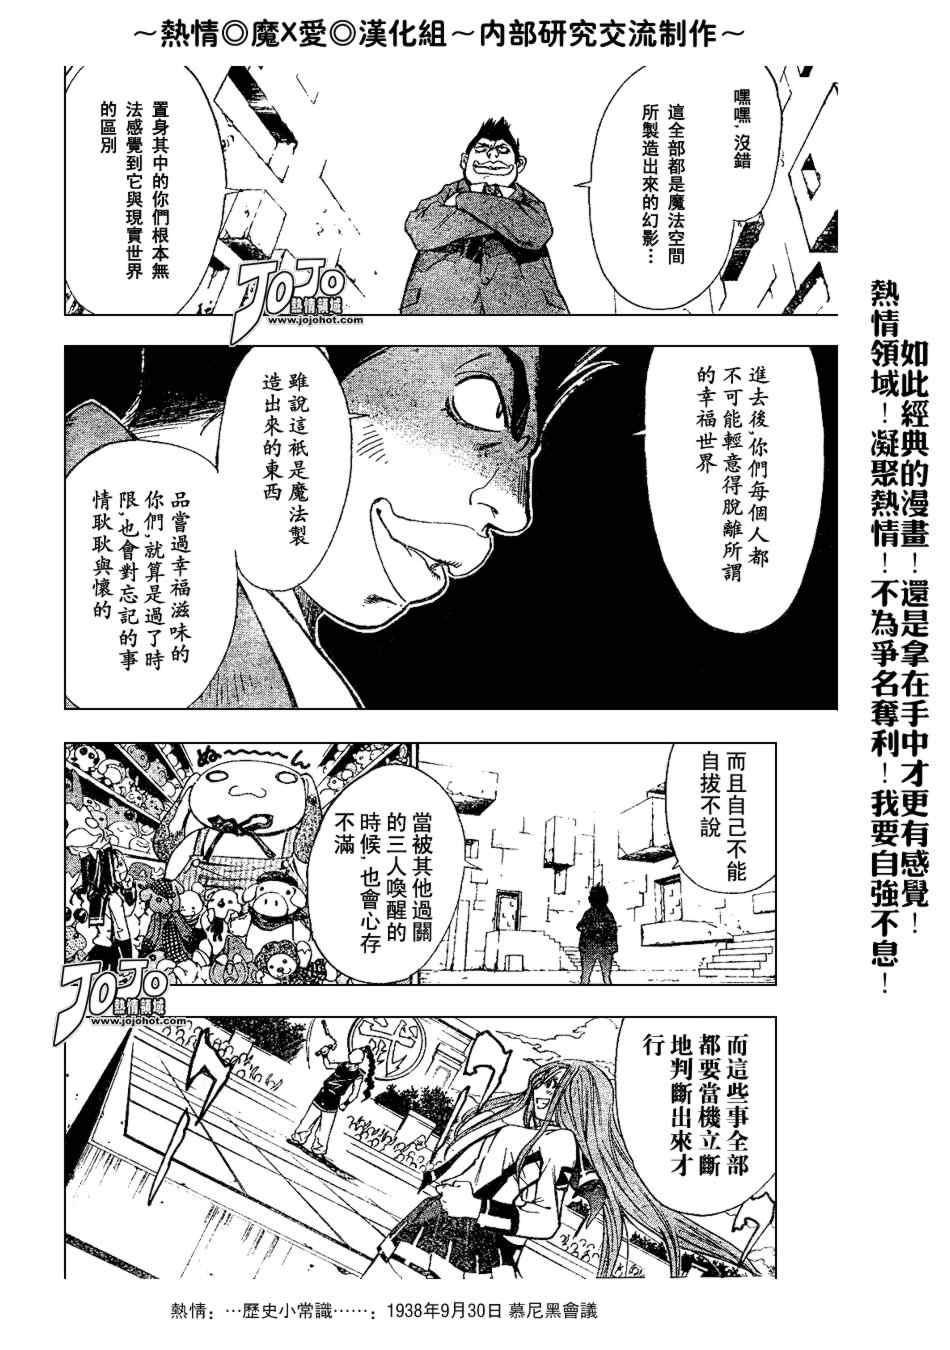 ~熱情◎魔X愛◎漢化組~內部研究交流制作~
嘿嘿,沒錯
這全部都是魔法空間
所製造出來的幻影…
置身其中的你們根本無
法感覺到它與現實世界
的區別
JOJO
熱情領域
www.jojohot.com
進去後,你們每個人都
不可能輕意得脫離所謂
的幸福世界
雖說這衹是魔法製
造出來的東西
品嘗過幸福滋味的
你們,就算是過了時
限,也會對忘記的事
情耿耿與懷的
而且自己不能
自拔不說
當被其他過關
的三人喚醒的
時候,也會心存
不滿
ぬ〜〜ん
JOJO
熱情領域
www.jojohot.com
而這些事全部
都要當機立斷
地判斷出來才
行
如此經典的漫畫!還是拿在手中才更有感覺!
熱情領域!凝聚熱情!不為爭名奪利!我要自強不息!
熱情:…歷史小常識……:1938年9月30日 慕尼黑會議